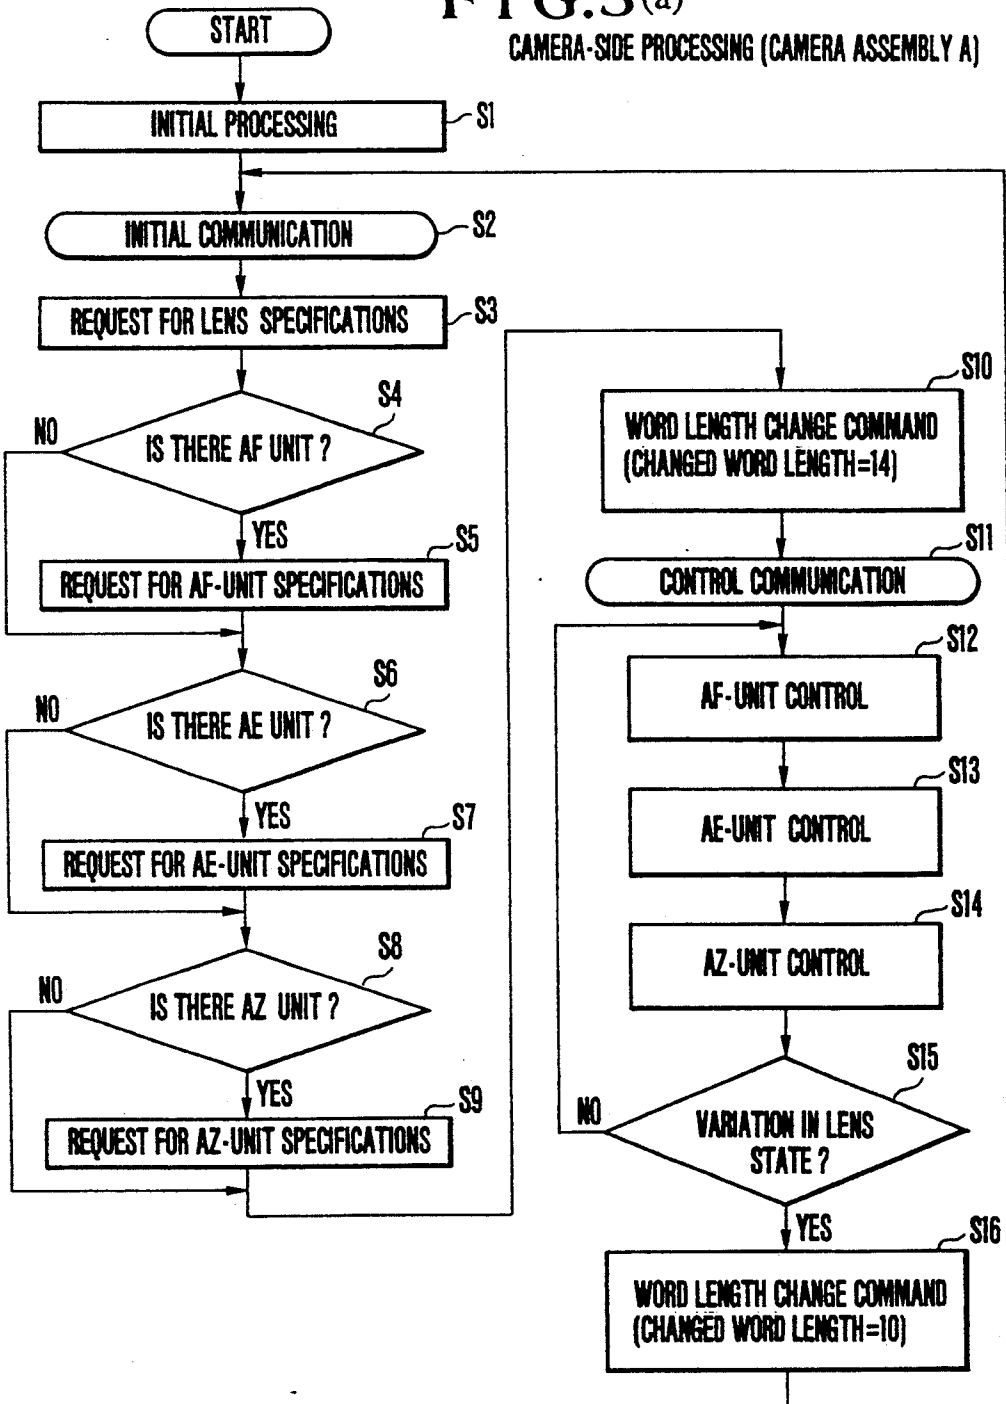 FIG.3(a)
CAMERA-SIDE PROCESSING (CAMERA ASSEMBLY A)
START
INITIAL PROCESSING
S1
INITIAL COMMUNICATION
S2
REQUEST FOR LENS SPECIFICATIONS
S3
S4
NO
IS THERE AF UNIT ?
YES
S5
REQUEST FOR AF-UNIT SPECIFICATIONS
S6
NO
IS THERE AE UNIT ?
YES
S7
REQUEST FOR AE-UNIT SPECIFICATIONS
S8
NO
IS THERE AZ UNIT ?
YES
S9
REQUEST FOR AZ-UNIT SPECIFICATIONS
S10
WORD LENGTH CHANGE COMMAND
(CHANGED WORD LENGTH=14)
S11
CONTROL COMMUNICATION
S12
AF-UNIT CONTROL
S13
AE-UNIT CONTROL
S14
AZ-UNIT CONTROL
S15
NO
VARIATION IN LENS
STATE ?
YES
S16
WORD LENGTH CHANGE COMMAND
(CHANGED WORD LENGTH=10)